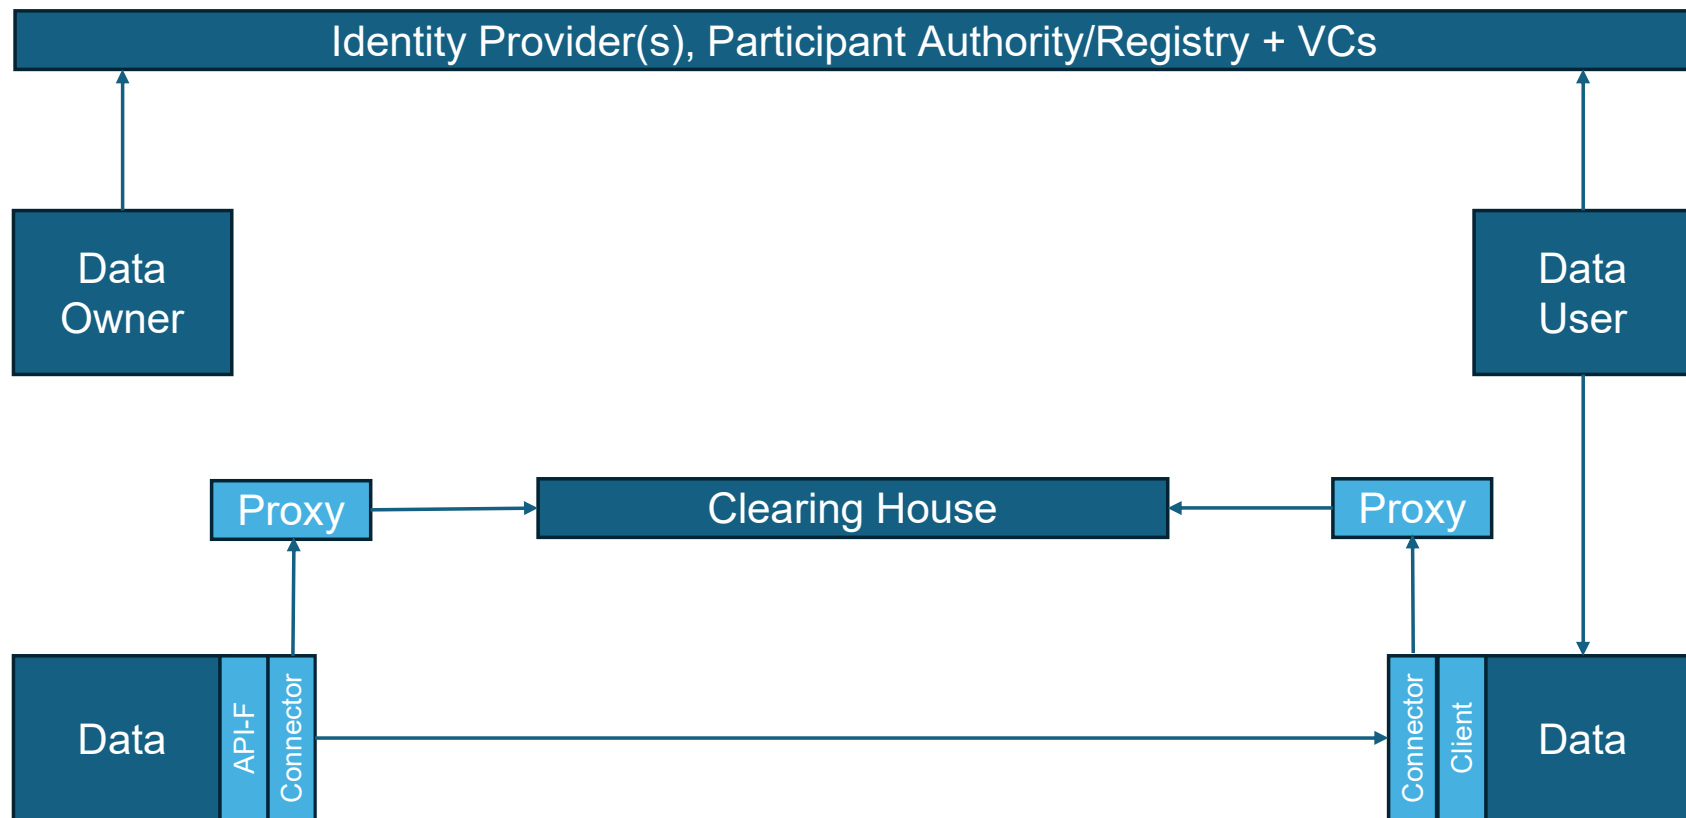 Identity Provider(s), Participant Authority/Registry + VCs
Data
Owner
Data
User
Proxy
Clearing House
Proxy
Data
API-F
Connector
Connector
Client
Data